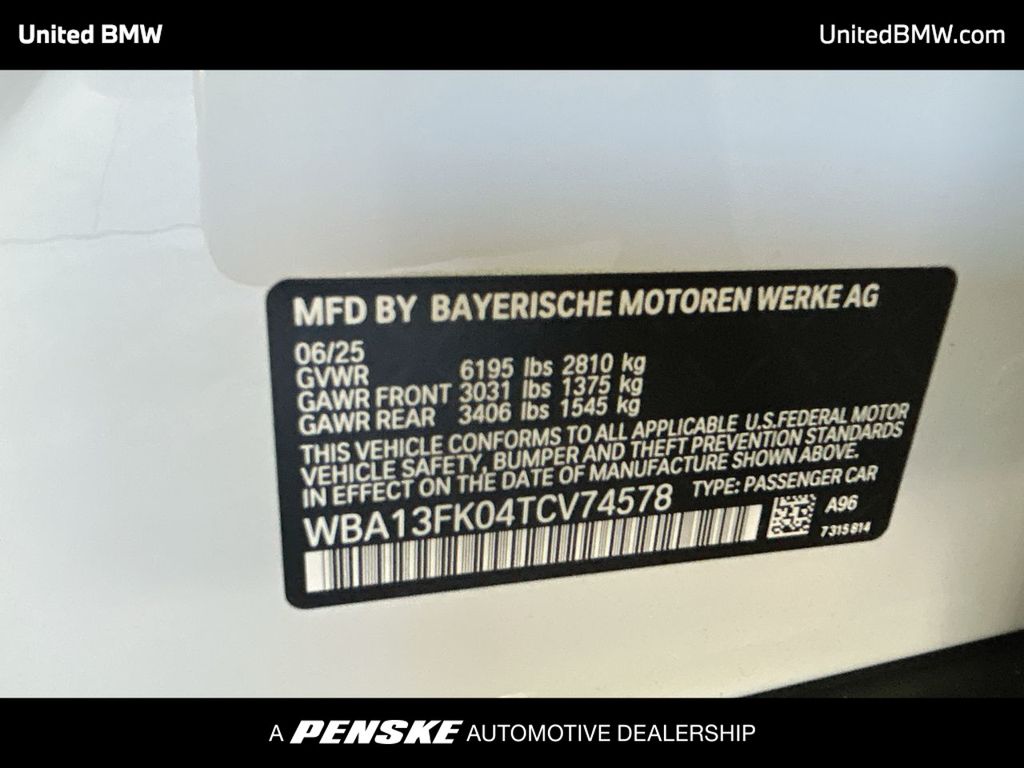 United BMW
UnitedBMW.com
MFD BY BAYERISCHE MOTOREN WERKE AG
06/25
GVWR 6195 lbs 2810 kg
GAWR FRONT 3031 lbs 1375 kg
GAWR REAR 3406 lbs 1545 kg
THIS VEHICLE CONFORMS TO ALL APPLICABLE U.S.FEDERAL MOTOR
VEHICLE SAFETY, BUMPER AND THEFT PREVENTION STANDARDS
IN EFFECT ON THE DATE OF MANUFACTURE SHOWN ABOVE.
WBA13FK04TCV74578 TYPE: PASSENGER CAR
A96
7315814
A PENSKE AUTOMOTIVE DEALERSHIP